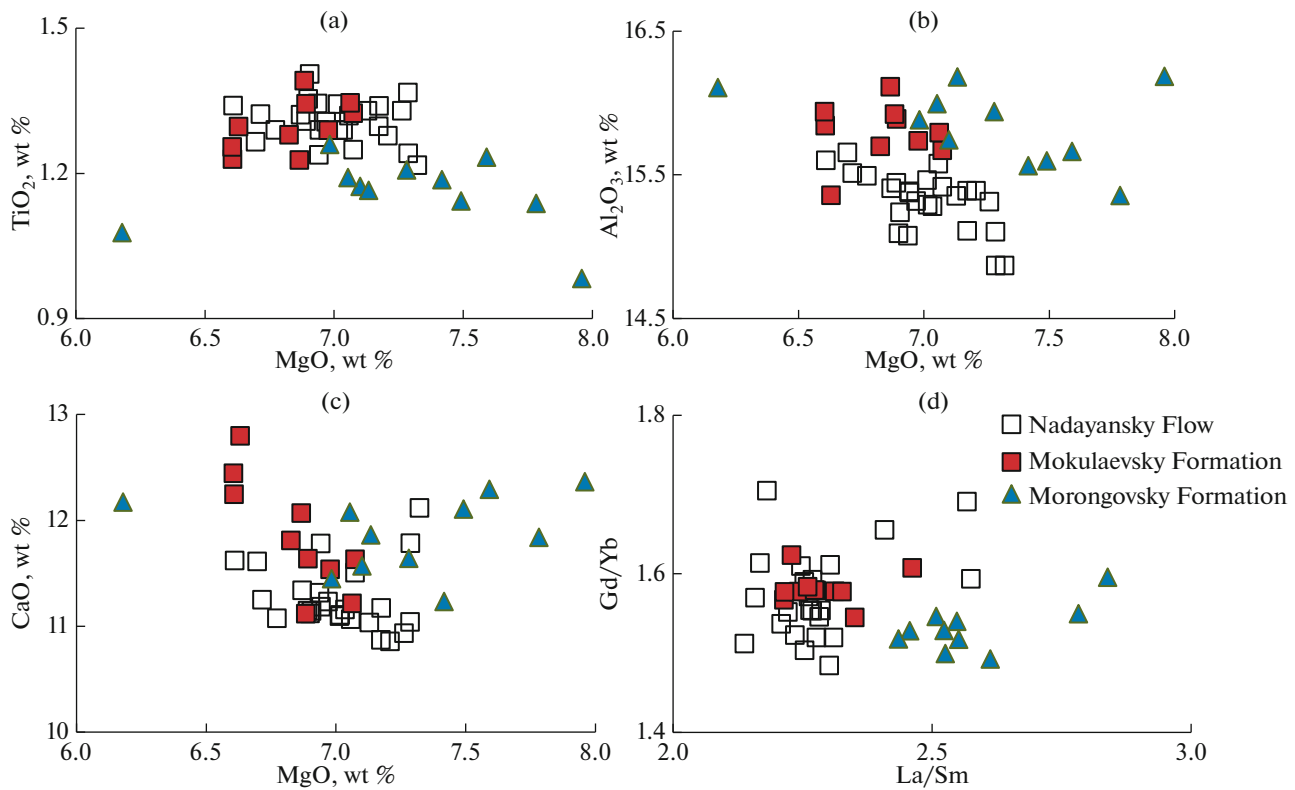 (a)
1.5
1.2
0.9
TiO2, wt %
6.0 6.5 7.0 7.5 8.0
MgO, wt %
(b)
16.5
15.5
14.5
Al2O3, wt %
6.0 6.5 7.0 7.5 8.0
MgO, wt %
(c)
13
12
11
10
CaO, wt %
6.0 6.5 7.0 7.5 8.0
MgO, wt %
(d)
1.8
1.6
1.4
Gd/Yb
2.0 2.5 3.0
La/Sm
Nadayansky Flow
Mokulaevsky Formation
Morongovsky Formation